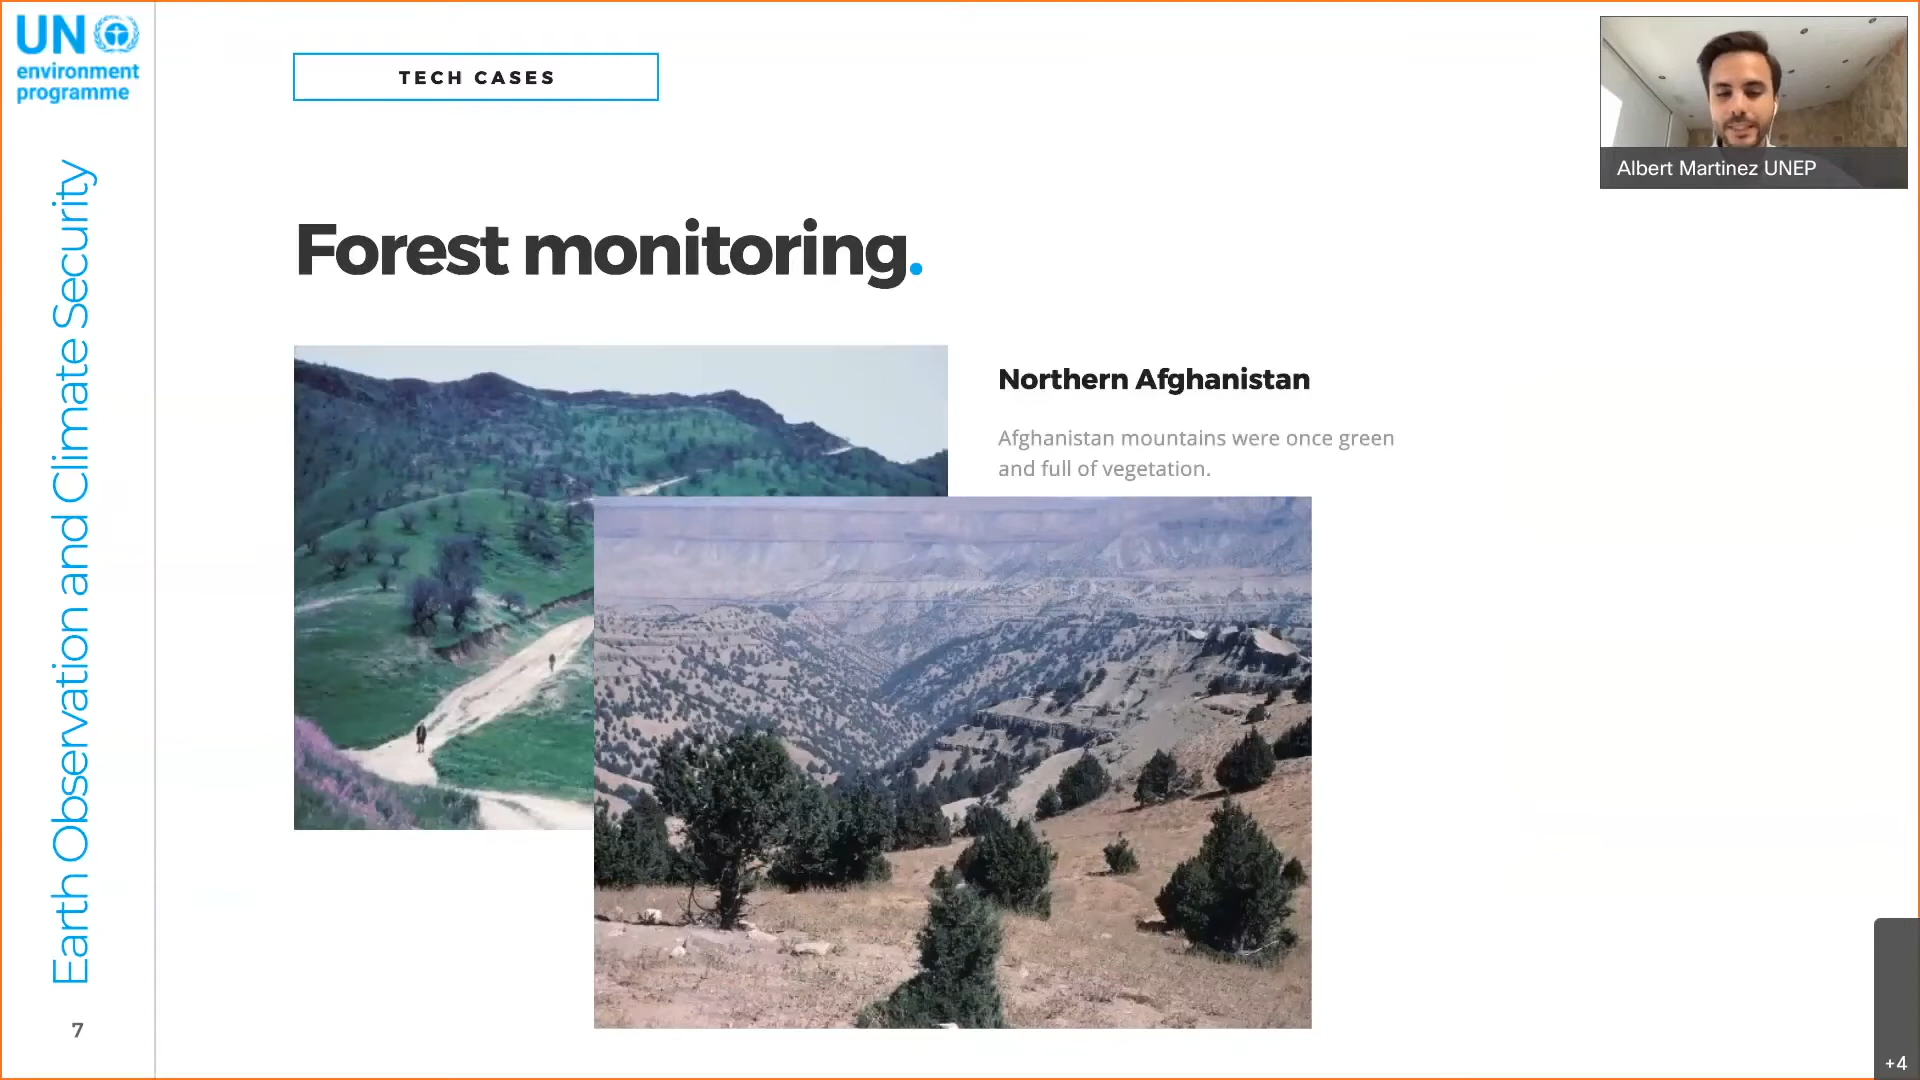 UN
environment
programme
Earth Observation and Climate Security
7
TECH CASES
Forest monitoring.
Northern Afghanistan
Afghanistan mountains were once green
and full of vegetation.
Albert Martinez UNEP
+4